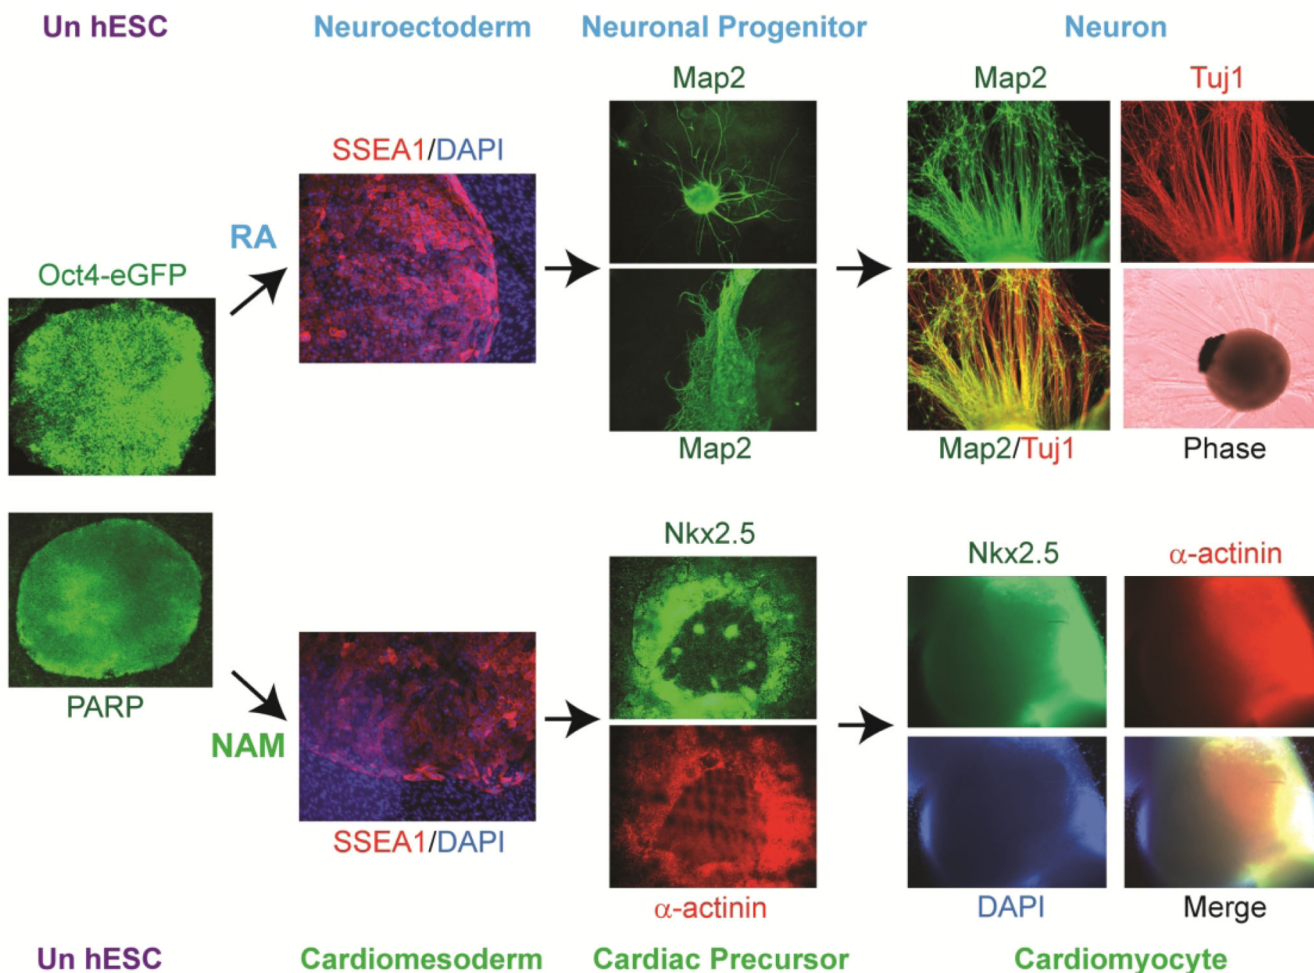 Un hESC
Neuroectoderm
Neuronal Progenitor
Neuron
Map2
Map2
Tuj1
SSEA1/DAPI
RA
Oct4-eGFP
Map2
Map2/Tuj1
Phase
PARP
NAM
Nkx2.5
Nkx2.5
α-actinin
SSEA1/DAPI
α-actinin
DAPI
Merge
Un hESC
Cardiomesoderm
Cardiac Precursor
Cardiomyocyte